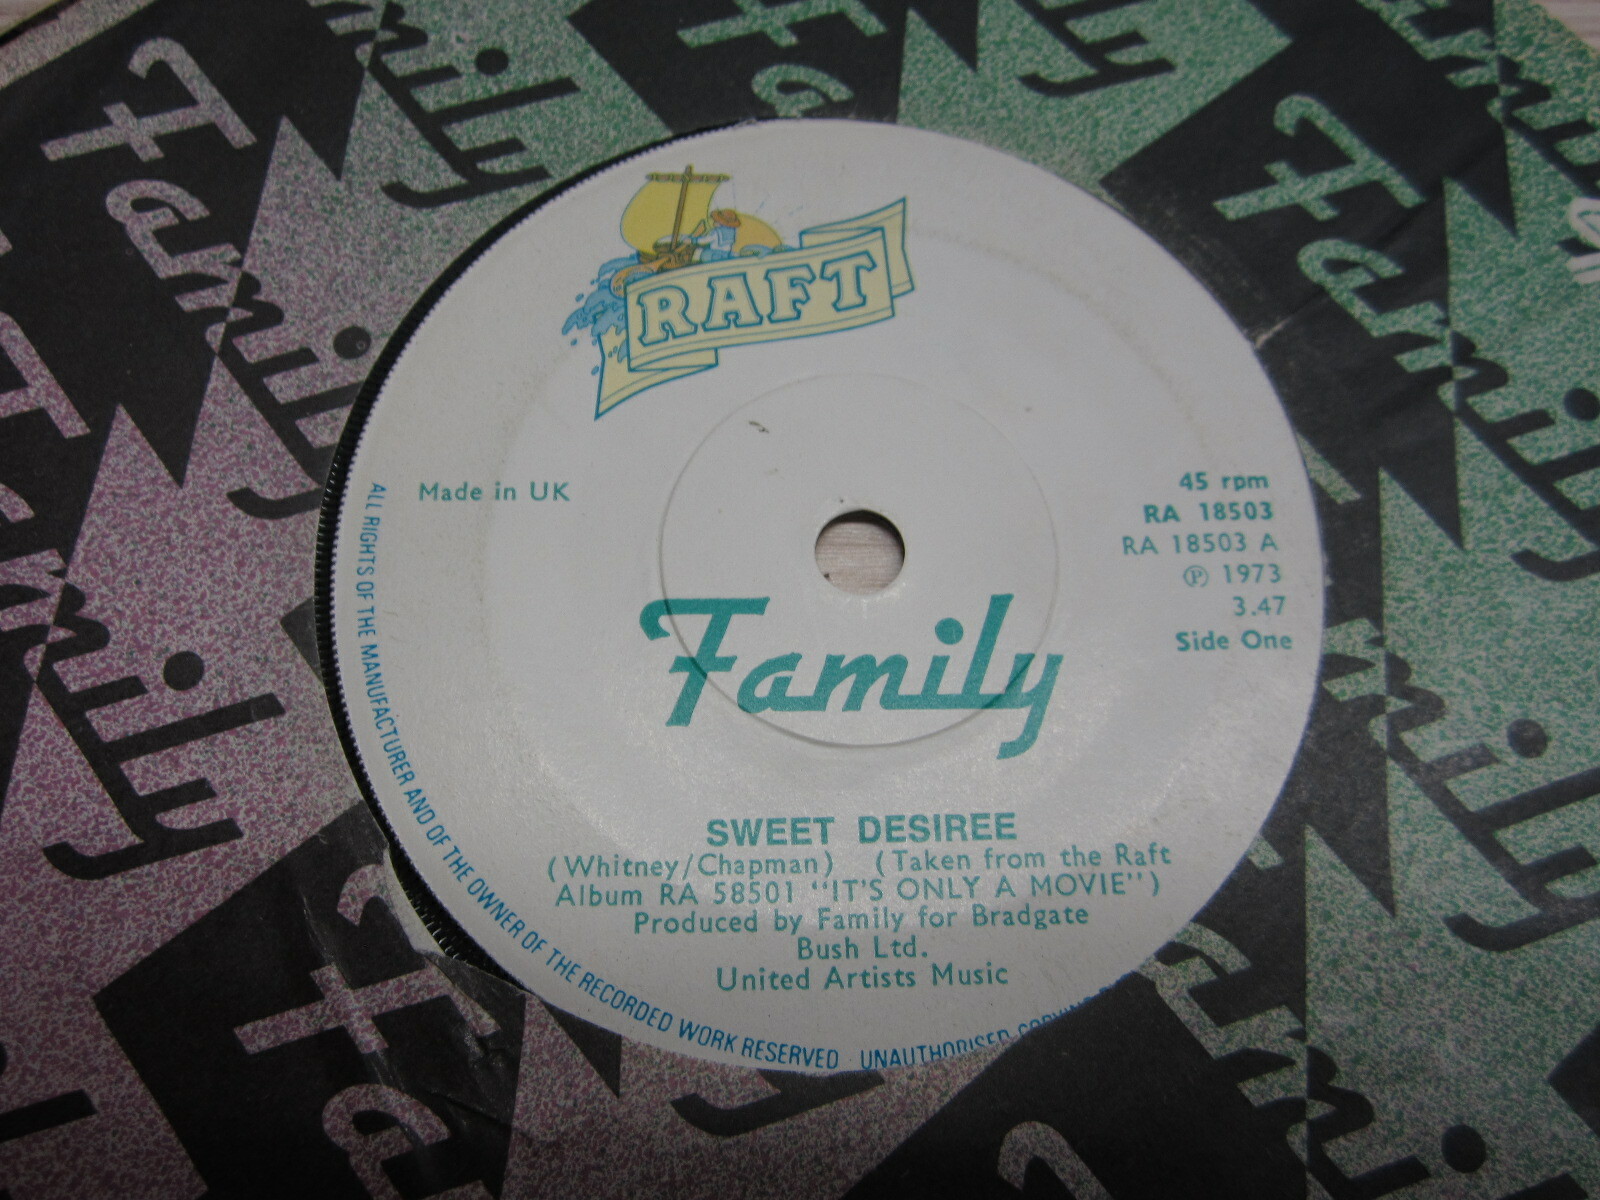 RAFT
Made in UK
45 rpm
RA 18503
RA 18503 A
Ⓟ 1973
3.47
Side One
Family
SWEET DESIREE
(Whitney/Chapman) (Taken from the Raft
Album RA 58501 "IT'S ONLY A MOVIE")
Produced by Family for Bradgate
Bush Ltd.
United Artists Music
ALL RIGHTS OF THE MANUFACTURER AND OF THE OWNER OF THE RECORDED WORK RESERVED · UNAUTHORISED COPYING
Family
Family
Family
Family
Family
Family